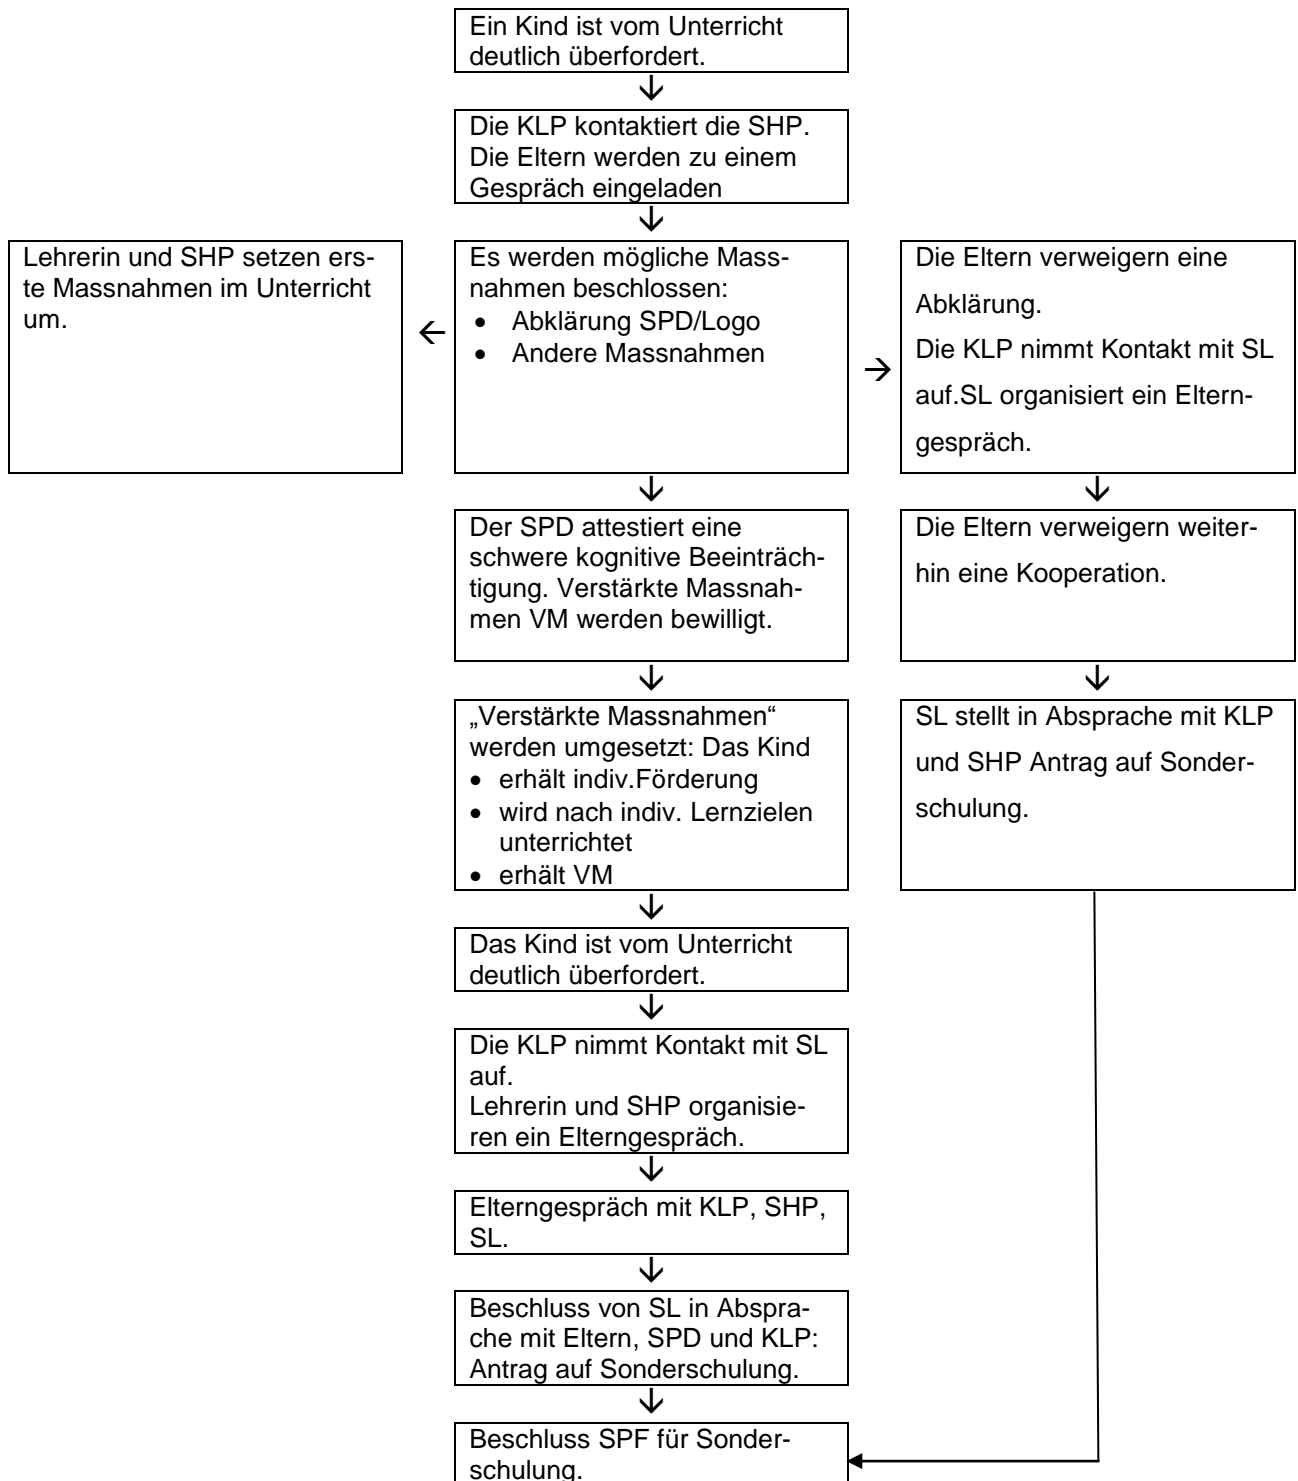 Ein Kind ist vom Unterricht
deutlich überfordert.
Die KLP kontaktiert die SHP.
Die Eltern werden zu einem
Gespräch eingeladen
Lehrerin und SHP setzen ers-
te Massnahmen im Unterricht
um.
Es werden mögliche Mass-
nahmen beschlossen:
• Abklärung SPD/Logo
• Andere Massnahmen
Die Eltern verweigern eine
Abklärung.
Die KLP nimmt Kontakt mit SL
auf.SL organisiert ein Eltern-
gespräch.
Der SPD attestiert eine
schwere kognitive Beeinträch-
tigung. Verstärkte Massnah-
men VM werden bewilligt.
Die Eltern verweigern weiter-
hin eine Kooperation.
„Verstärkte Massnahmen“
werden umgesetzt: Das Kind
• erhält indiv.Förderung
• wird nach indiv. Lernzielen
unterrichtet
• erhält VM
SL stellt in Absprache mit KLP
und SHP Antrag auf Sonder-
schulung.
Das Kind ist vom Unterricht
deutlich überfordert.
Die KLP nimmt Kontakt mit SL
auf.
Lehrerin und SHP organisie-
ren ein Elterngespräch.
Elterngespräch mit KLP, SHP,
SL.
Beschluss von SL in Abspra-
che mit Eltern, SPD und KLP:
Antrag auf Sonderschulung.
Beschluss SPF für Sonder-
schulung.